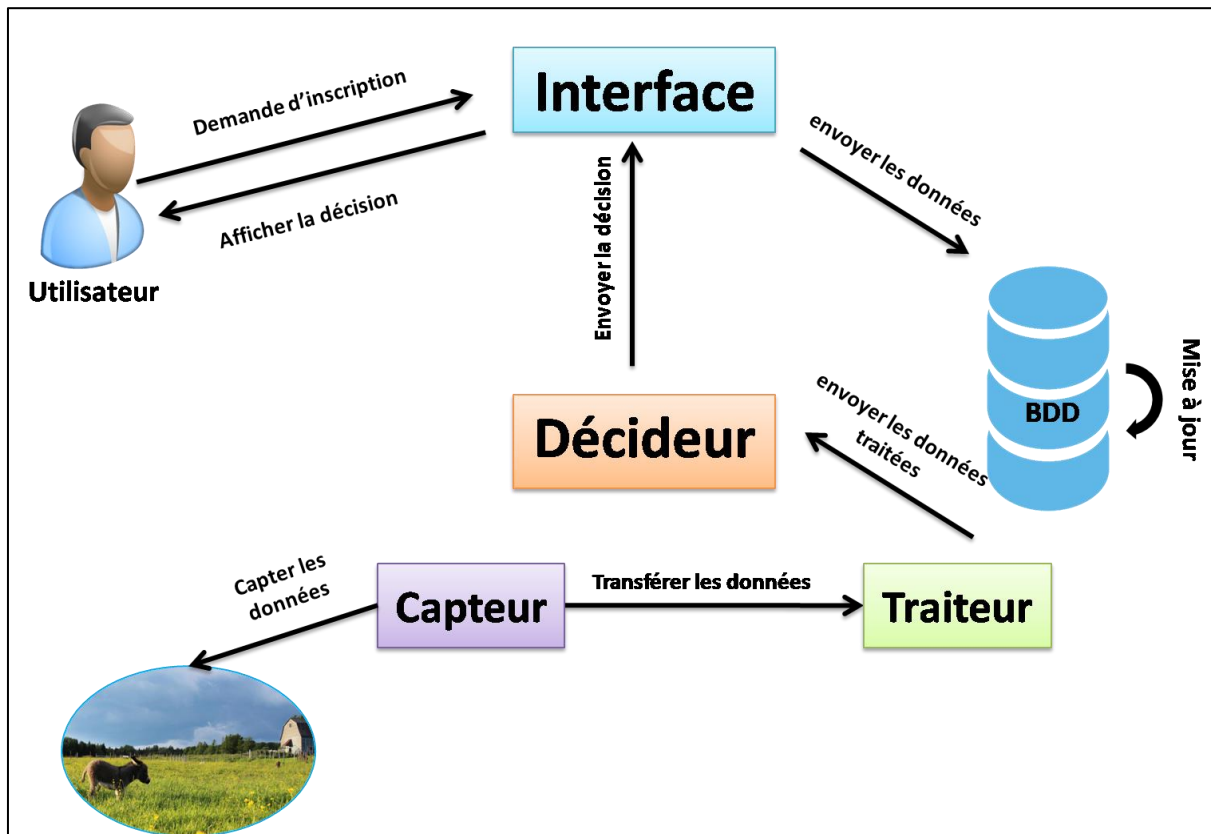 Interface
Demande d'inscription
Afficher la décision
Utilisateur
envoyer les données
Envoyer la décision
BDD
Mise à jour
Décideur
envoyer les données
traitées
Capter les
données
Capteur
Transférer les données
Traiteur